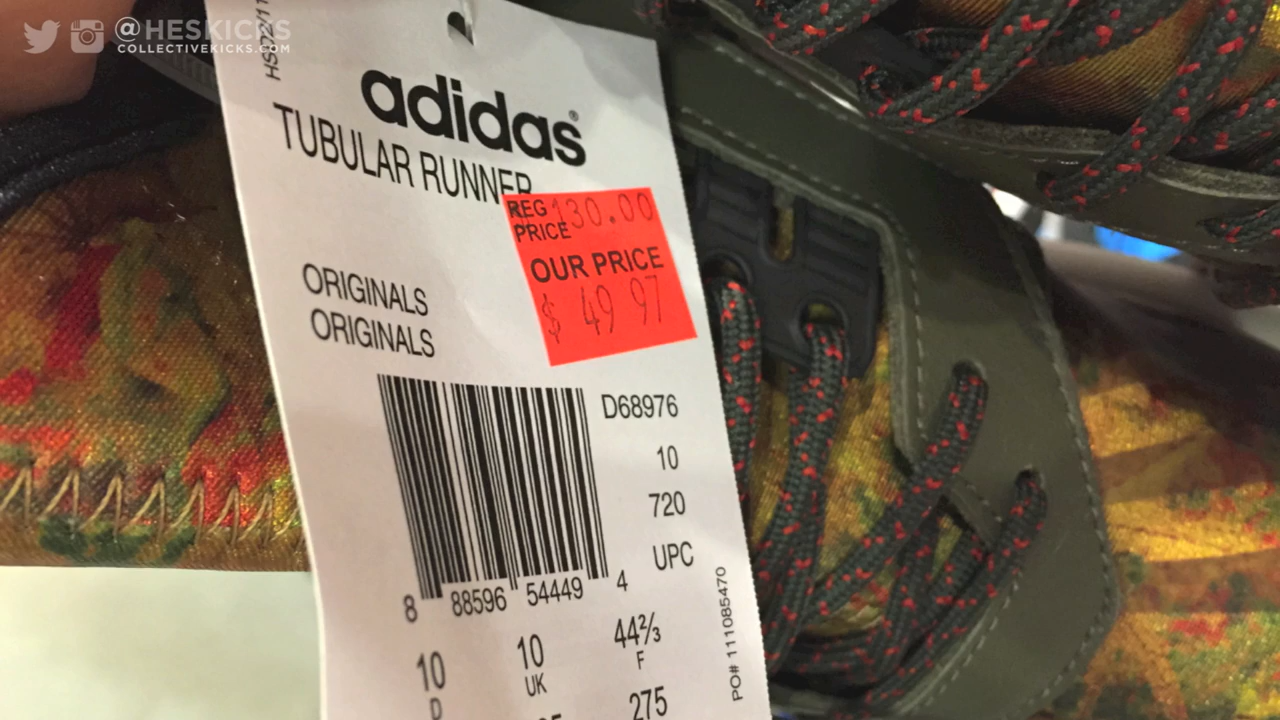 @HESKICKS
COLLECTIVEKICKS.COM
adidas®
TUBULAR RUNNER
REG 130.00
PRICE
OUR PRICE
$ 49 97
ORIGINALS
ORIGINALS
D68976
10
720
UPC
8 88596 54449 4
10 10 44⅔
D UK F
275
PO# 111085470